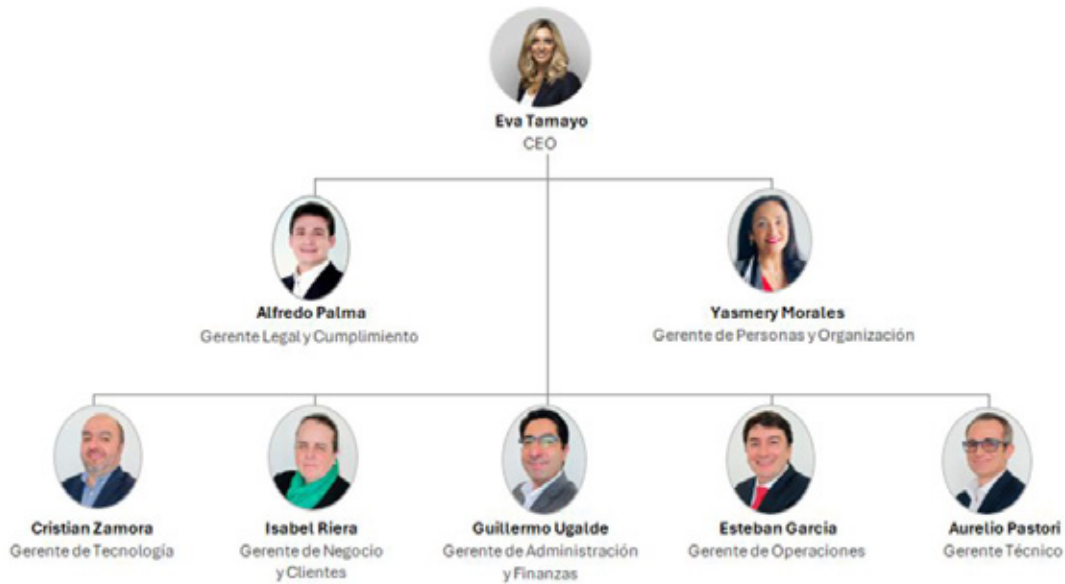 Eva Tamayo
CEO
Alfredo Palma
Gerente Legal y Cumplimiento
Yasmery Morales
Gerente de Personas y Organización
Cristian Zamora
Gerente de Tecnología
Isabel Riera
Gerente de Negocio
y Clientes
Guillermo Ugalde
Gerente de Administración
y Finanzas
Esteban García
Gerente de Operaciones
Aurelio Pastori
Gerente Técnico